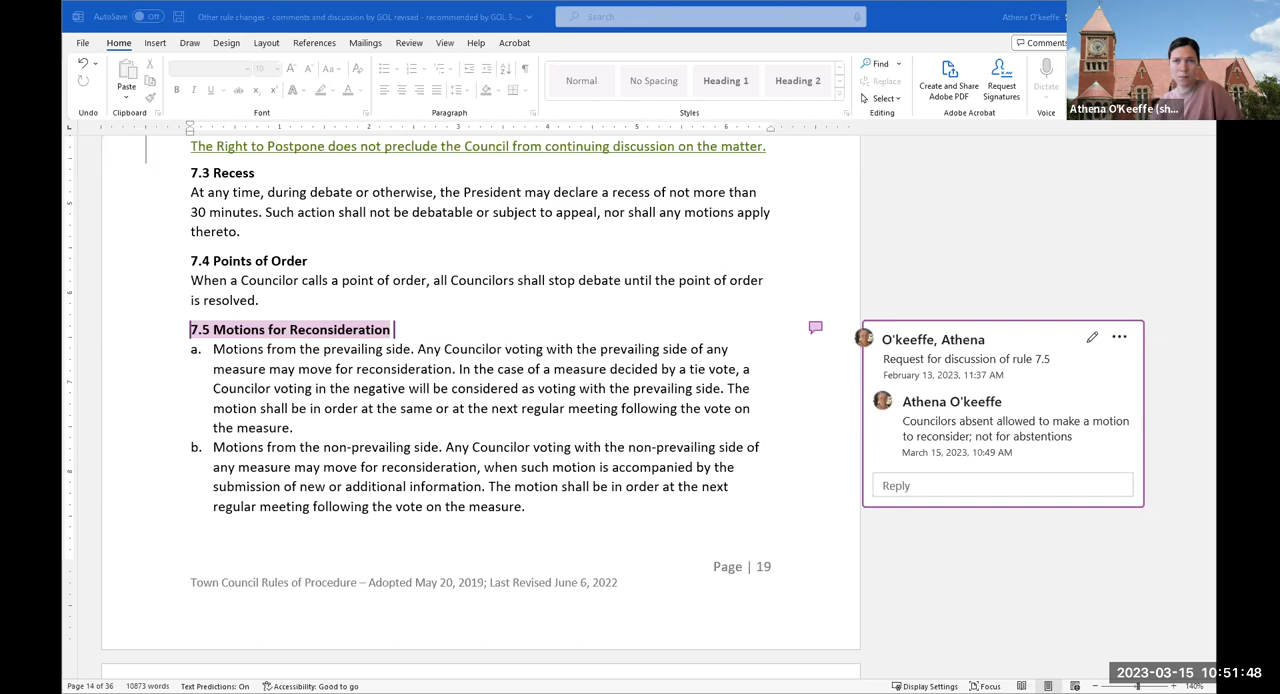 AutoSave Off Other rule changes - comments and discussion by GOL revised - recommended by GOL 3-... Search Athena O'keeffe
File Home Insert Draw Design Layout References Mailings Review View Help Acrobat Comments
10 Aa
Paste Normal No Spacing Heading 1 Heading 2 Find Replace Select Create and Share Adobe PDF Request Signatures Dictate
Undo Clipboard Font Paragraph Styles Editing Adobe Acrobat Voice
Athena O'Keeffe (sh...
The Right to Postpone does not preclude the Council from continuing discussion on the matter.
7.3 Recess
At any time, during debate or otherwise, the President may declare a recess of not more than
30 minutes. Such action shall not be debatable or subject to appeal, nor shall any motions apply
thereto.
7.4 Points of Order
When a Councilor calls a point of order, all Councilors shall stop debate until the point of order
is resolved.
7.5 Motions for Reconsideration
a. Motions from the prevailing side. Any Councilor voting with the prevailing side of any
measure may move for reconsideration. In the case of a measure decided by a tie vote, a
Councilor voting in the negative will be considered as voting with the prevailing side. The
motion shall be in order at the same or at the next regular meeting following the vote on
the measure.
b. Motions from the non-prevailing side. Any Councilor voting with the non-prevailing side of
any measure may move for reconsideration, when such motion is accompanied by the
submission of new or additional information. The motion shall be in order at the next
regular meeting following the vote on the measure.
Page | 19
Town Council Rules of Procedure – Adopted May 20, 2019; Last Revised June 6, 2022
O'keeffe, Athena
Request for discussion of rule 7.5
February 13, 2023, 11:37 AM
Athena O'Keeffe
Councilors absent allowed to make a motion
to reconsider; not for abstentions
March 15, 2023, 10:49 AM
Reply
2023-03-15 10:51:48
Page 14 of 36 10873 words Text Predictions: On Accessibility: Good to go Display Settings Focus 140%